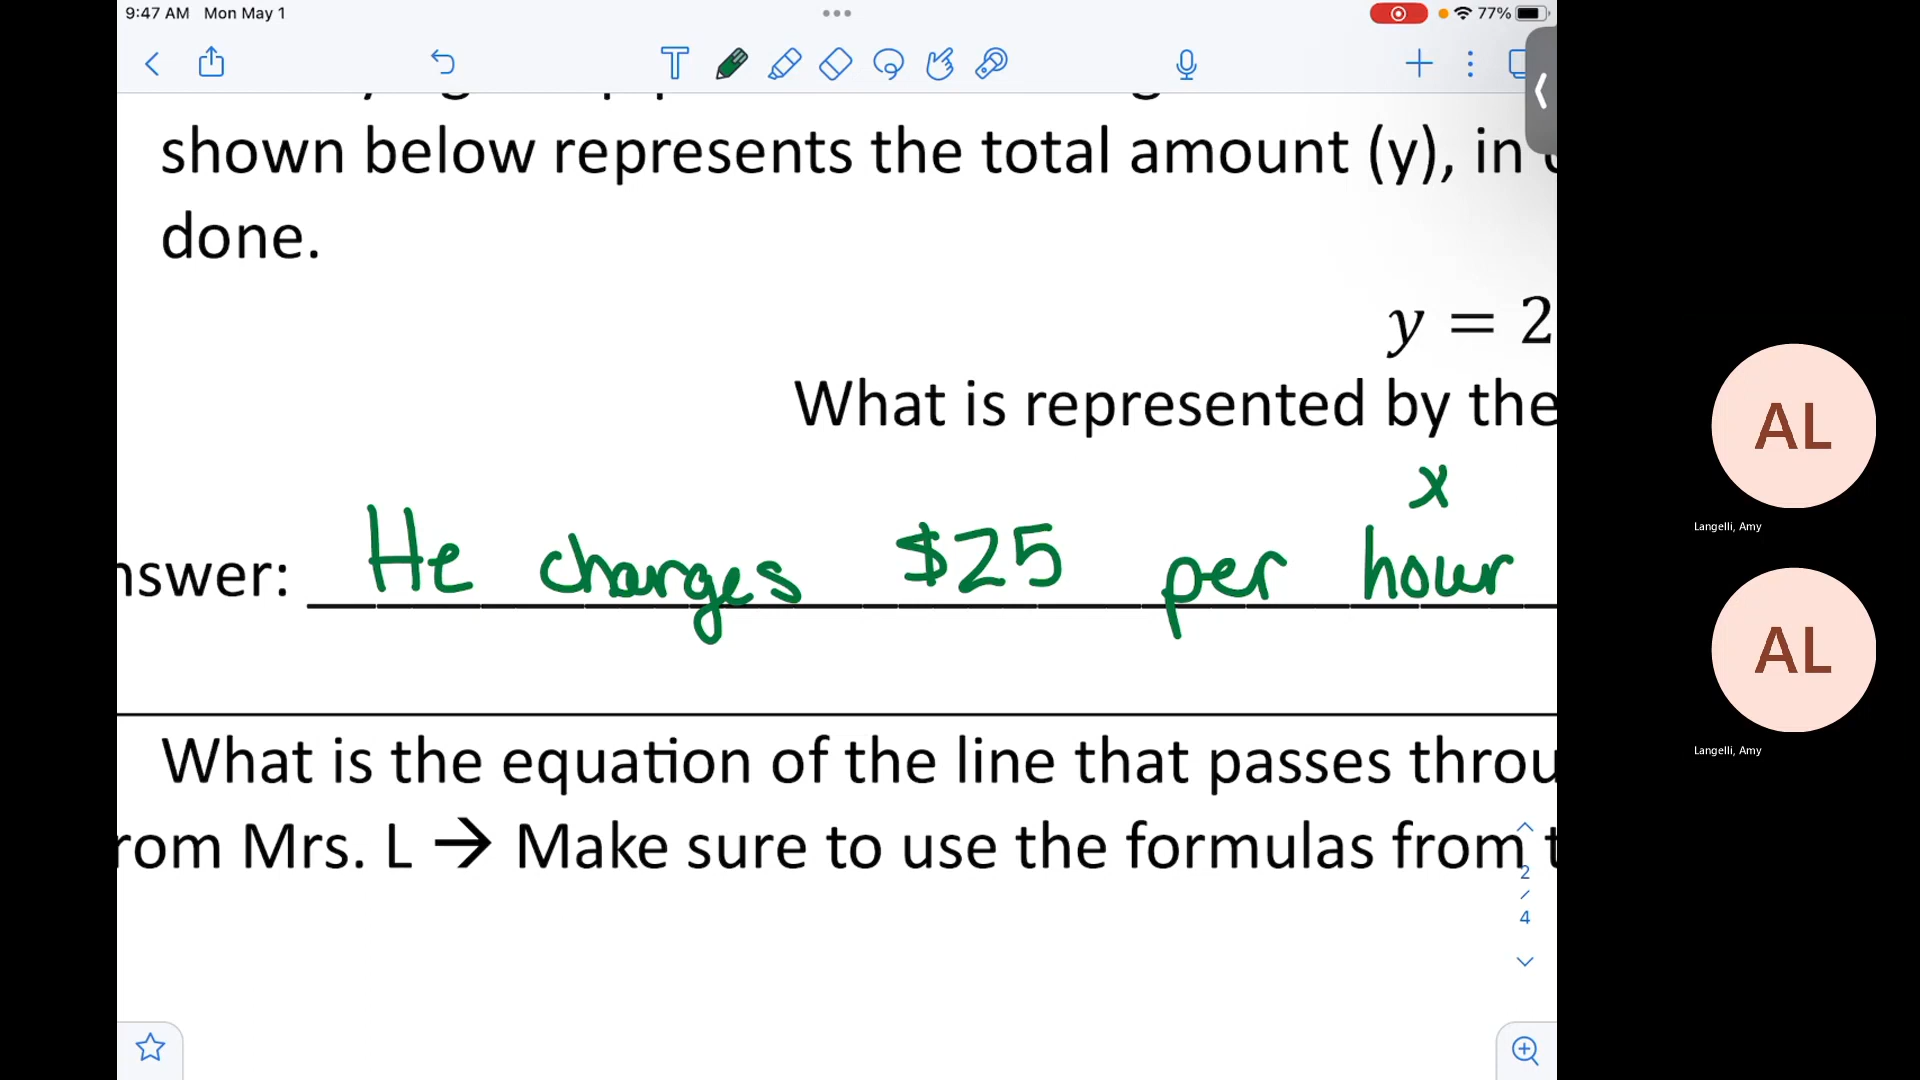 9:47 AM Mon May 1
77%
shown below represents the total amount (y), in
done.
y = 2
What is represented by the
x
nswer: He charges $25 per hour
What is the equation of the line that passes throu
rom Mrs. L → Make sure to use the formulas from t
2
/
4
AL
Langelli, Amy
AL
Langelli, Amy